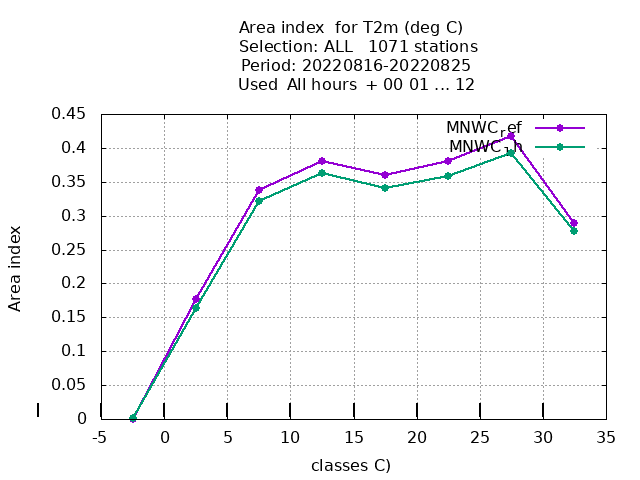 Area index  for T2m (deg C)
Selection: ALL   1071 stations
Period: 20220816-20220825
Used  All hours  + 00 01 ... 12
MNWC_ref
MNWC_1h
0.45
0.4
0.35
0.3
0.25
0.2
0.15
0.1
0.05
0
Area index
-5 0 5 10 15 20 25 30 35
classes C)